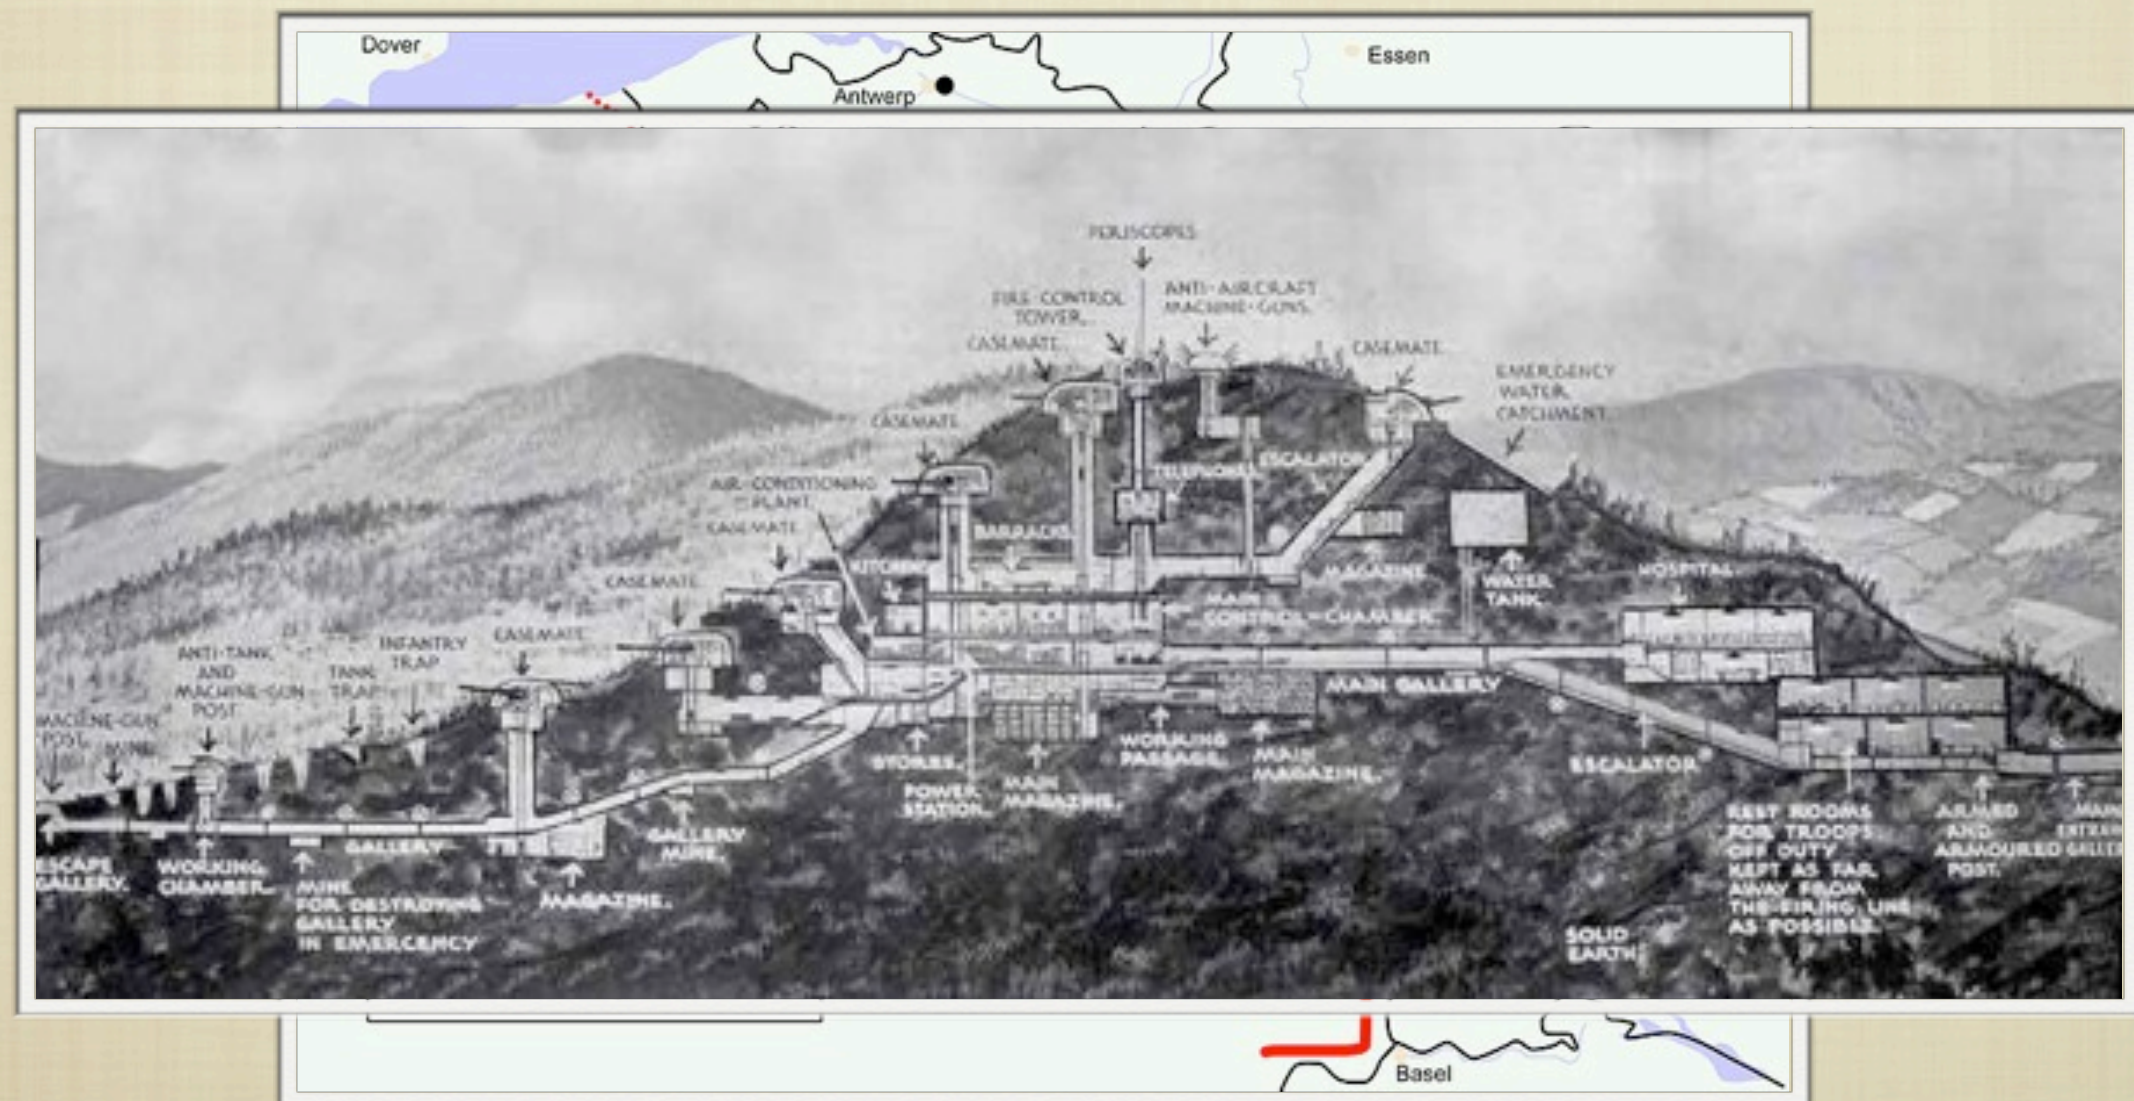 Dover
Essen
Antwerp
PERISCOPES
FIRE CONTROL
TOWER.
ANTI-AIRCRAFT
MACHINE-GUNS.
CASEMATE.
CASEMATE.
EMERGENCY
WATER
CATCHMENT.
CASEMATE.
TELEPHONES
ESCALATOR
AIR-CONDITIONING
PLANT.
CASEMATE.
BARRACKS.
KITCHENS
MAGAZINE
WATER
TANK.
HOSPITAL
CASEMATE.
MAIN
CONTROL-CHAMBER.
ANTI-TANK
AND
MACHINE-GUN
POST
TANK
TRAP
INFANTRY
TRAP
CASEMATE.
MAIN GALLERY
MACHINE-GUN
POST.
MINE
STORES.
POWER
STATION.
MAIN
MAGAZINE.
WORKING
PASSAGE.
MAIN
MAGAZINE.
ESCALATOR
ESCAPE
GALLERY.
WORKING
CHAMBER.
GALLERY
MINE
FOR DESTROYING
GALLERY
IN EMERGENCY
MAGAZINE.
GALLERY
MINE.
REST ROOMS
FOR TROOPS
OFF DUTY
KEPT AS FAR
AWAY FROM
THE FIRING LINE
AS POSSIBLE.
ARMED
AND
ARMOURED
POST.
MAIN
SOLID
EARTH
Basel